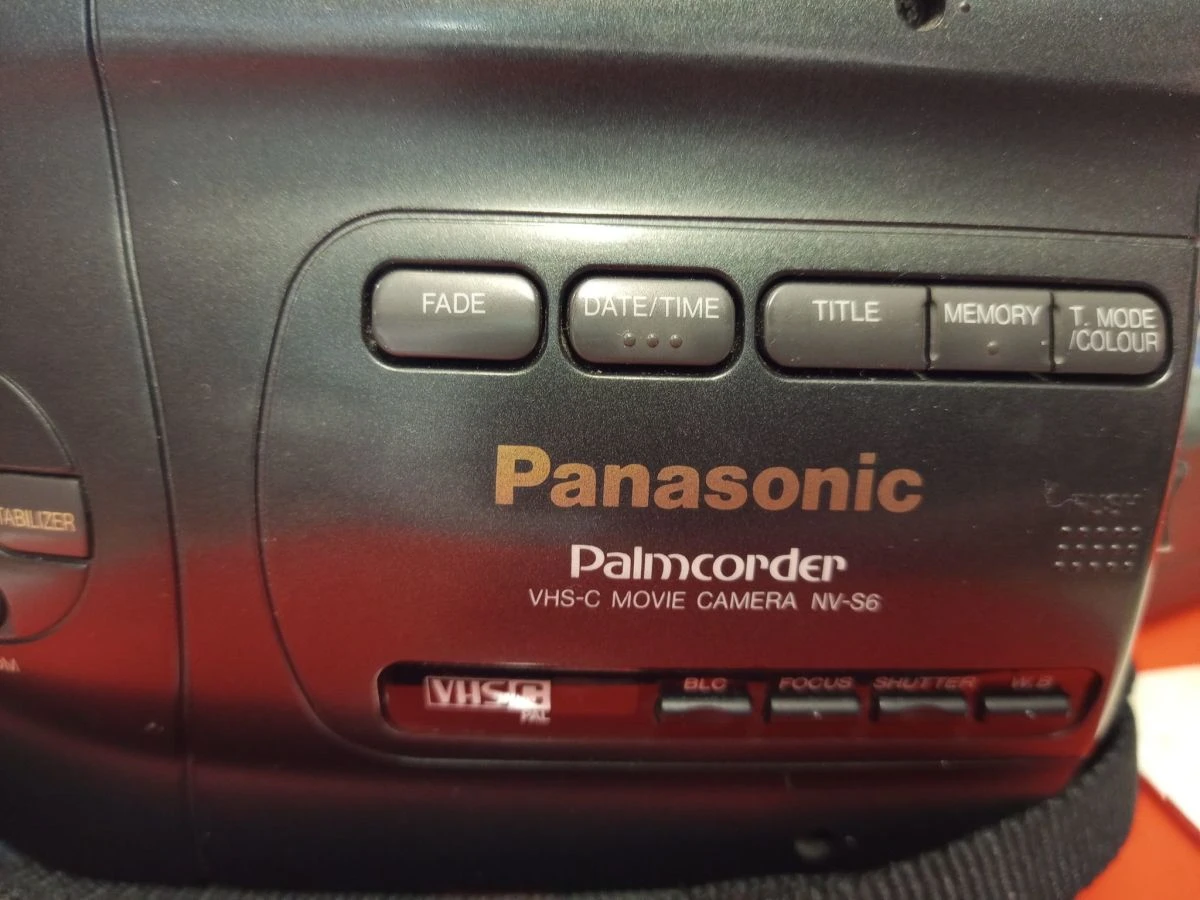 FADE
DATE/TIME
TITLE
MEMORY
T. MODE
/COLOUR
Panasonic
TABILIZER
Palmcorder
VHS-C MOVIE CAMERA NV-S6
VHS C
PAL
BLC
FOCUS
SHUTTER
W.B